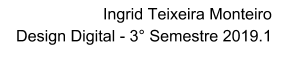 Ingrid Teixeira Monteiro
Design Digital - 3° Semestre 2019.1